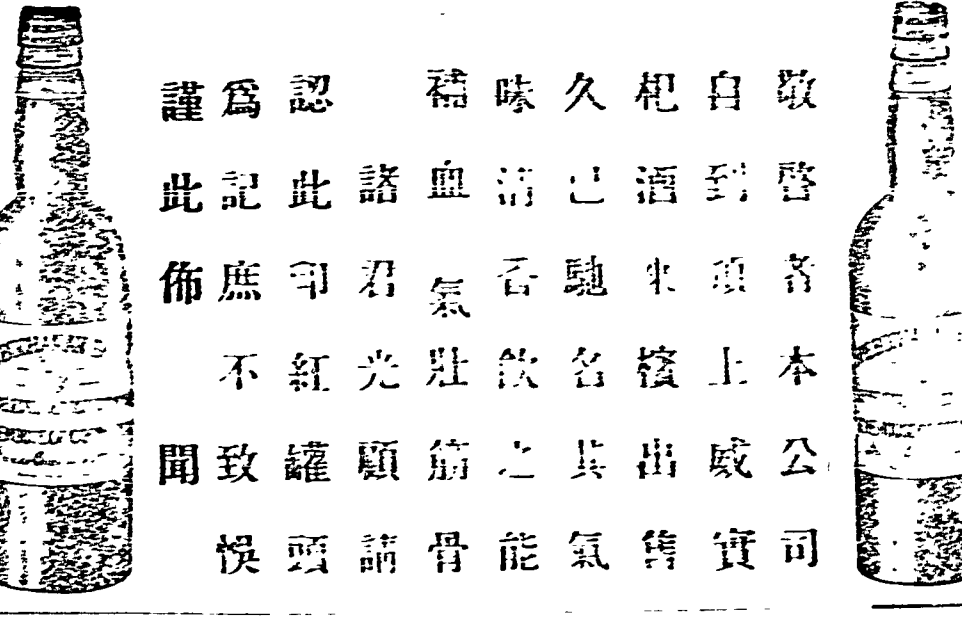 敬啓者本公司
自到頂上威實
杞酒來檳出售
久已馳名其氣
味清香飲之能
補血氣壯筋骨
諸君光顧請
認此印紅罐頭
爲記庶不致悞
謹此佈聞